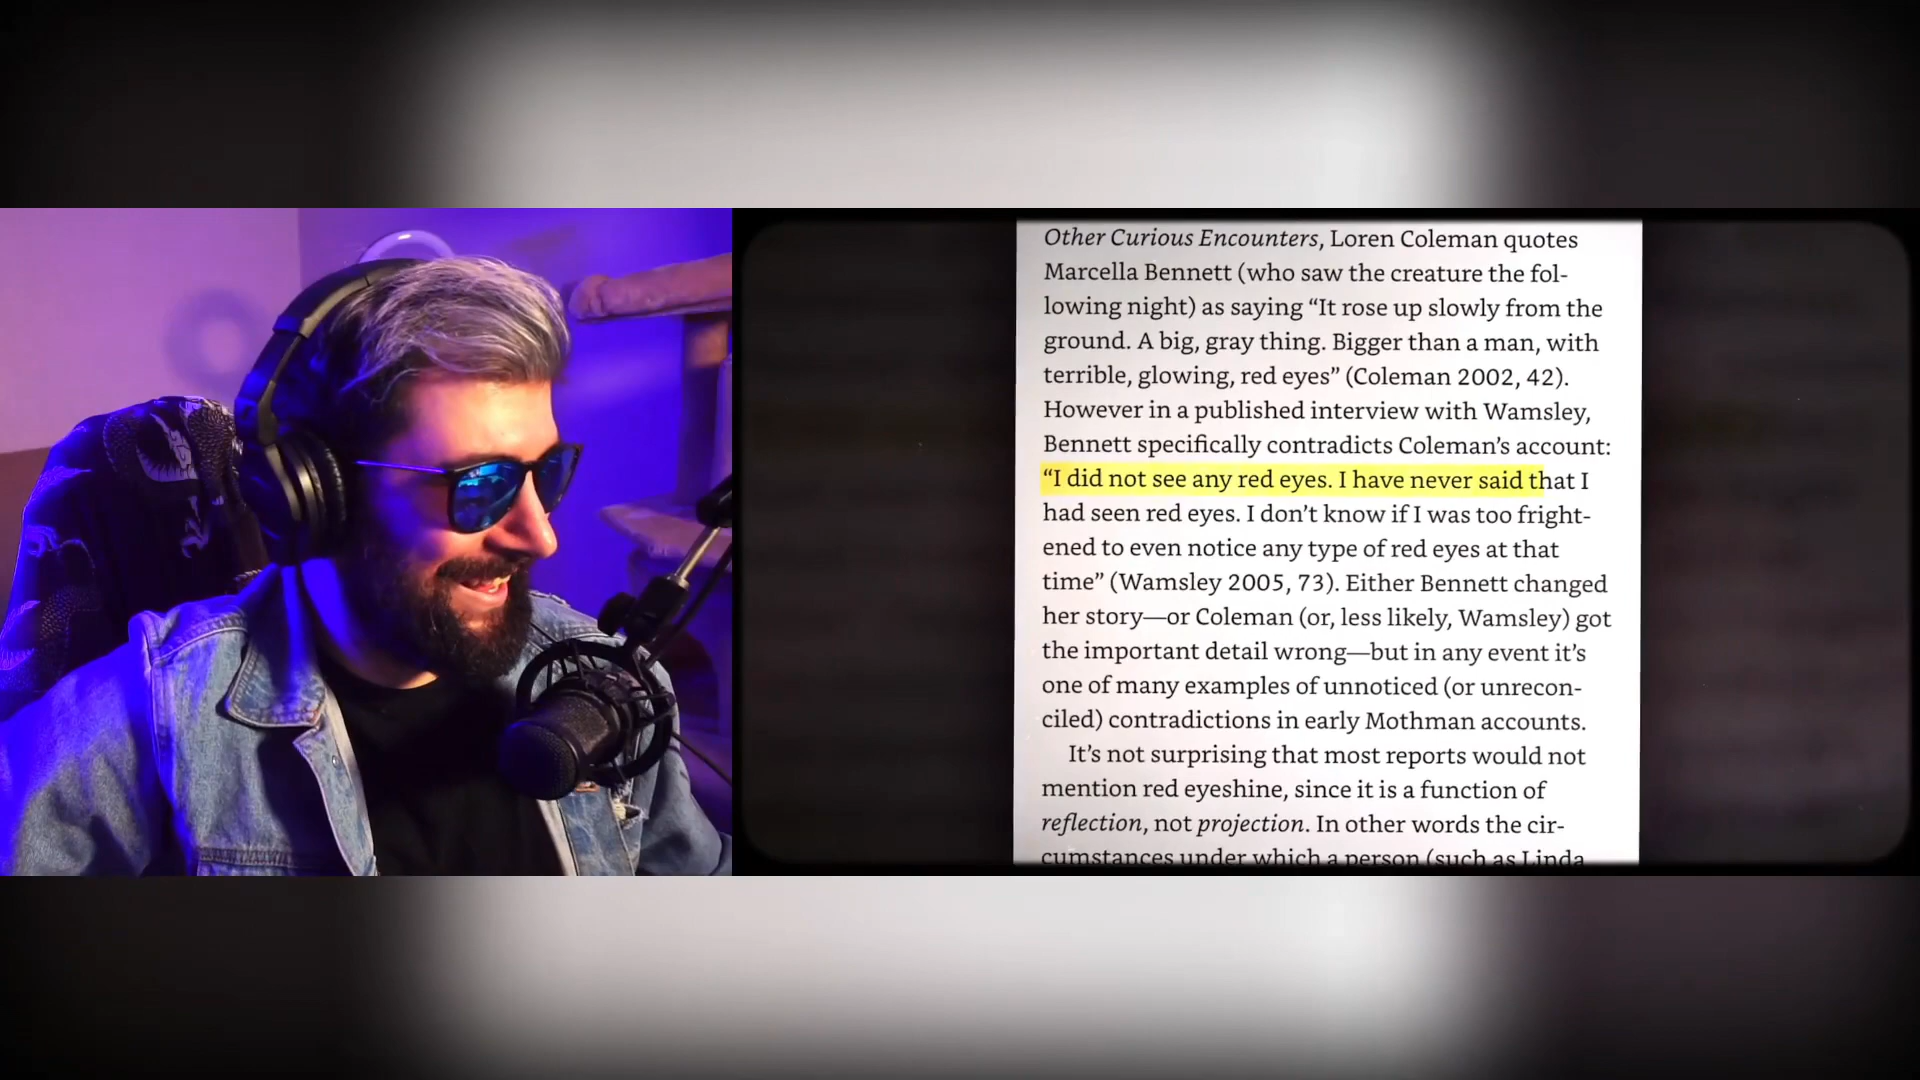 Other Curious Encounters, Loren Coleman quotes
Marcella Bennett (who saw the creature the fol-
lowing night) as saying “It rose up slowly from the
ground. A big, gray thing. Bigger than a man, with
terrible, glowing, red eyes” (Coleman 2002, 42).
However in a published interview with Wamsley,
Bennett specifically contradicts Coleman’s account:
“I did not see any red eyes. I have never said that I
had seen red eyes. I don’t know if I was too fright-
ened to even notice any type of red eyes at that
time” (Wamsley 2005, 73). Either Bennett changed
her story—or Coleman (or, less likely, Wamsley) got
the important detail wrong—but in any event it’s
one of many examples of unnoticed (or unrecon-
ciled) contradictions in early Mothman accounts.
It’s not surprising that most reports would not
mention red eyeshine, since it is a function of
reflection, not projection. In other words the cir-
cumstances under which a person (such as Linda